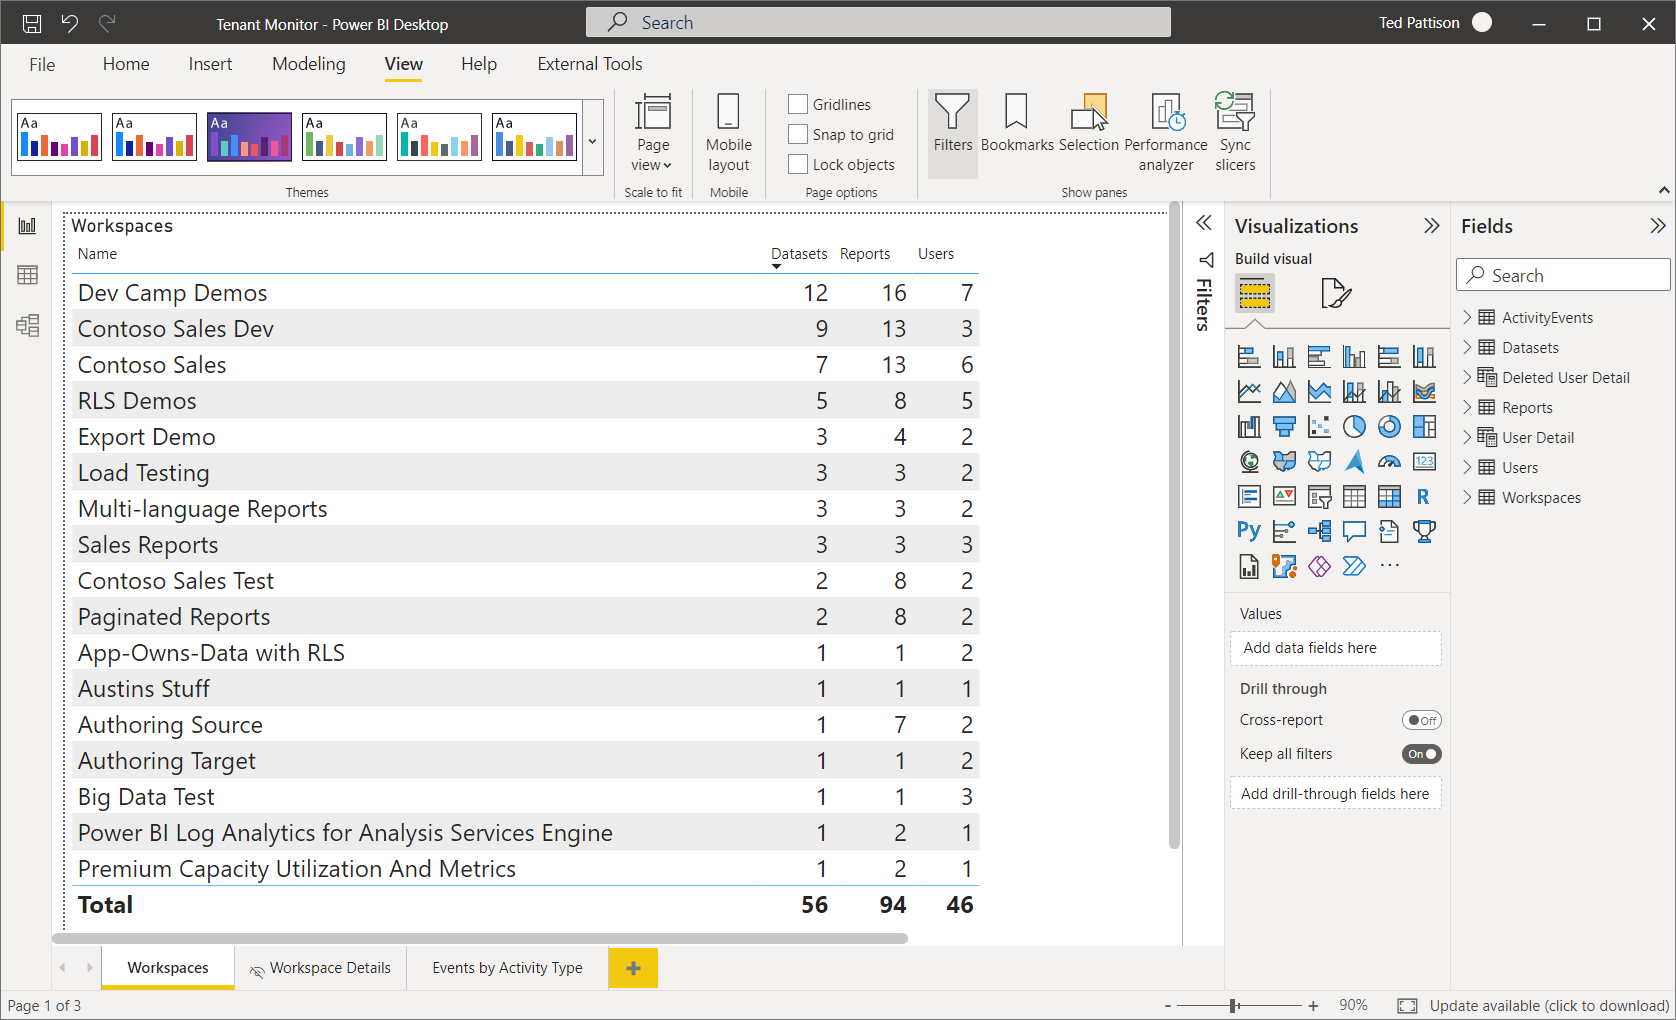 Tenant Monitor - Power BI Desktop
Search
Ted Pattison
File Home Insert Modeling View Help External Tools
Aa Aa Aa Aa Aa Aa
Themes
Page view
Scale to fit
Mobile layout
Mobile
Gridlines
Snap to grid
Lock objects
Page options
Filters
Bookmarks
Selection
Performance analyzer
Sync slicers
Show panes
Workspaces
Name Datasets Reports Users
Dev Camp Demos 12 16 7
Contoso Sales Dev 9 13 3
Contoso Sales 7 13 6
RLS Demos 5 8 5
Export Demo 3 4 2
Load Testing 3 3 2
Multi-language Reports 3 3 2
Sales Reports 3 3 3
Contoso Sales Test 2 8 2
Paginated Reports 2 8 2
App-Owns-Data with RLS 1 1 2
Austins Stuff 1 1 1
Authoring Source 1 7 2
Authoring Target 1 1 2
Big Data Test 1 1 3
Power BI Log Analytics for Analysis Services Engine 1 2 1
Premium Capacity Utilization And Metrics 1 2 1
Total 56 94 46
Filters
Visualizations
Build visual
123
R
Py
Values
Add data fields here
Drill through
Cross-report Off
Keep all filters On
Add drill-through fields here
Fields
Search
ActivityEvents
Datasets
Deleted User Detail
Reports
User Detail
Users
Workspaces
Workspaces Workspace Details Events by Activity Type +
Page 1 of 3
- + 90% Update available (click to download)